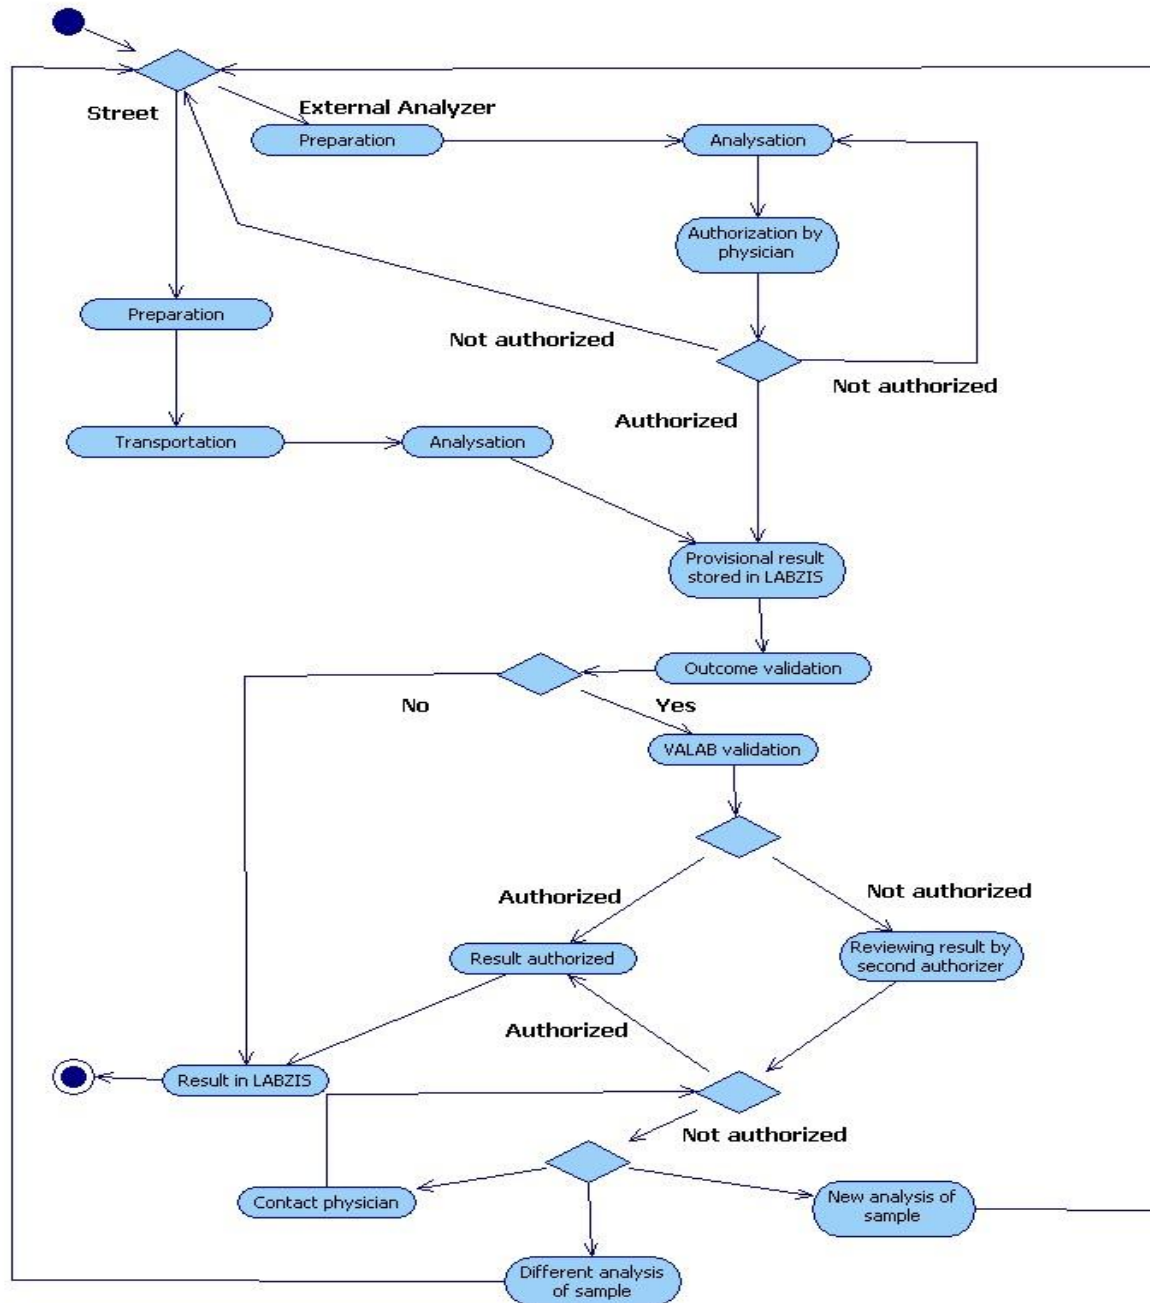 Street
External Analyzer
Preparation
Analysation
Authorization by
physician
Preparation
Not authorized
Not authorized
Authorized
Transportation
Analysation
Provisional result
stored in LABZIS
Outcome validation
No
Yes
VALAB validation
Authorized
Not authorized
Result authorized
Reviewing result by
second authorizer
Authorized
Result in LABZIS
Not authorized
Contact physician
New analysis of
sample
Different analysis
of sample